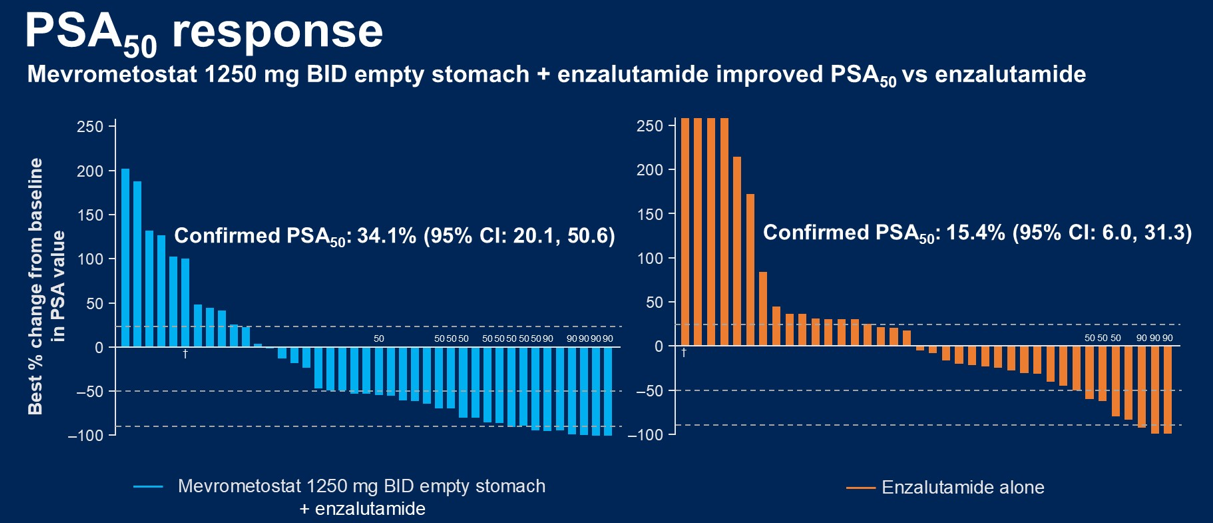 PSA50 response
Mevrometostat 1250 mg BID empty stomach + enzalutamide improved PSA50 vs enzalutamide
Best % change from baseline
in PSA value
250
200
150
100
50
0
–50
–100
Confirmed PSA50: 34.1% (95% CI: 20.1, 50.6)
50 50 50 50 50 50 50 50 50 90 90 90 90 90
†
Mevrometostat 1250 mg BID empty stomach
+ enzalutamide
250
200
150
100
50
0
–50
–100
Confirmed PSA50: 15.4% (95% CI: 6.0, 31.3)
50 50 50 90 90 90
†
Enzalutamide alone